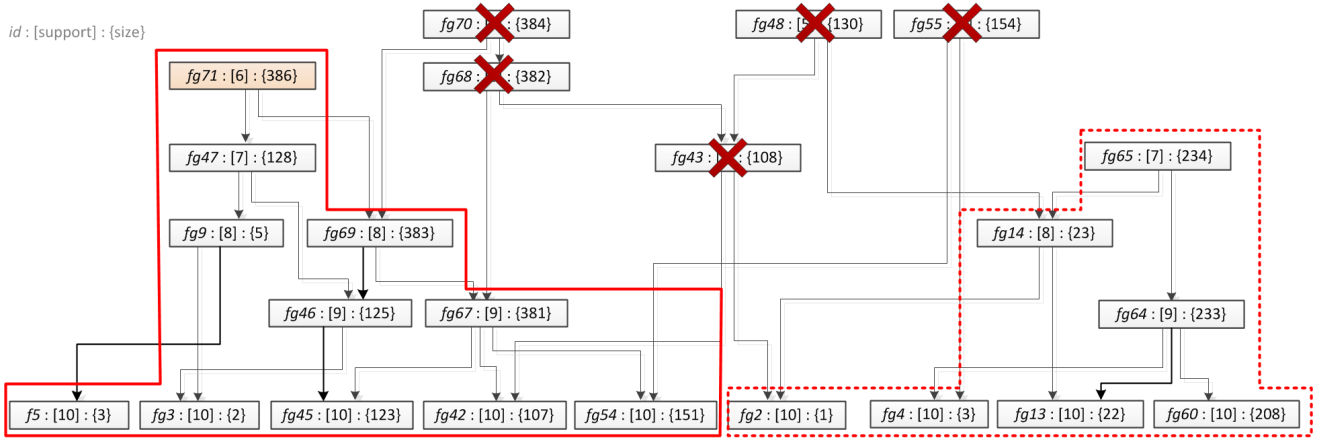 fg70 : : {384}
fg48 : [5 : {130}
fg55 : : {154}
id : [support] : {size}
fg71 : [6] : {386}
fg68 : : {382}
fg47 : [7] : {128}
fg43 : : {108}
fg65 : [7] : {234}
fg9 : [8] : {5}
fg69 : [8] : {383}
fg14 : [8] : {23}
fg46 : [9] : {125}
fg67 : [9] : {381}
fg64 : [9] : {233}
f5 : [10] : {3}
fg3 : [10] : {2}
fg45 : [10] : {123}
fg42 : [10] : {107}
fg54 : [10] : {151}
fg2 : [10] : {1}
fg4 : [10] : {3}
fg13 : [10] : {22}
fg60 : [10] : {208}